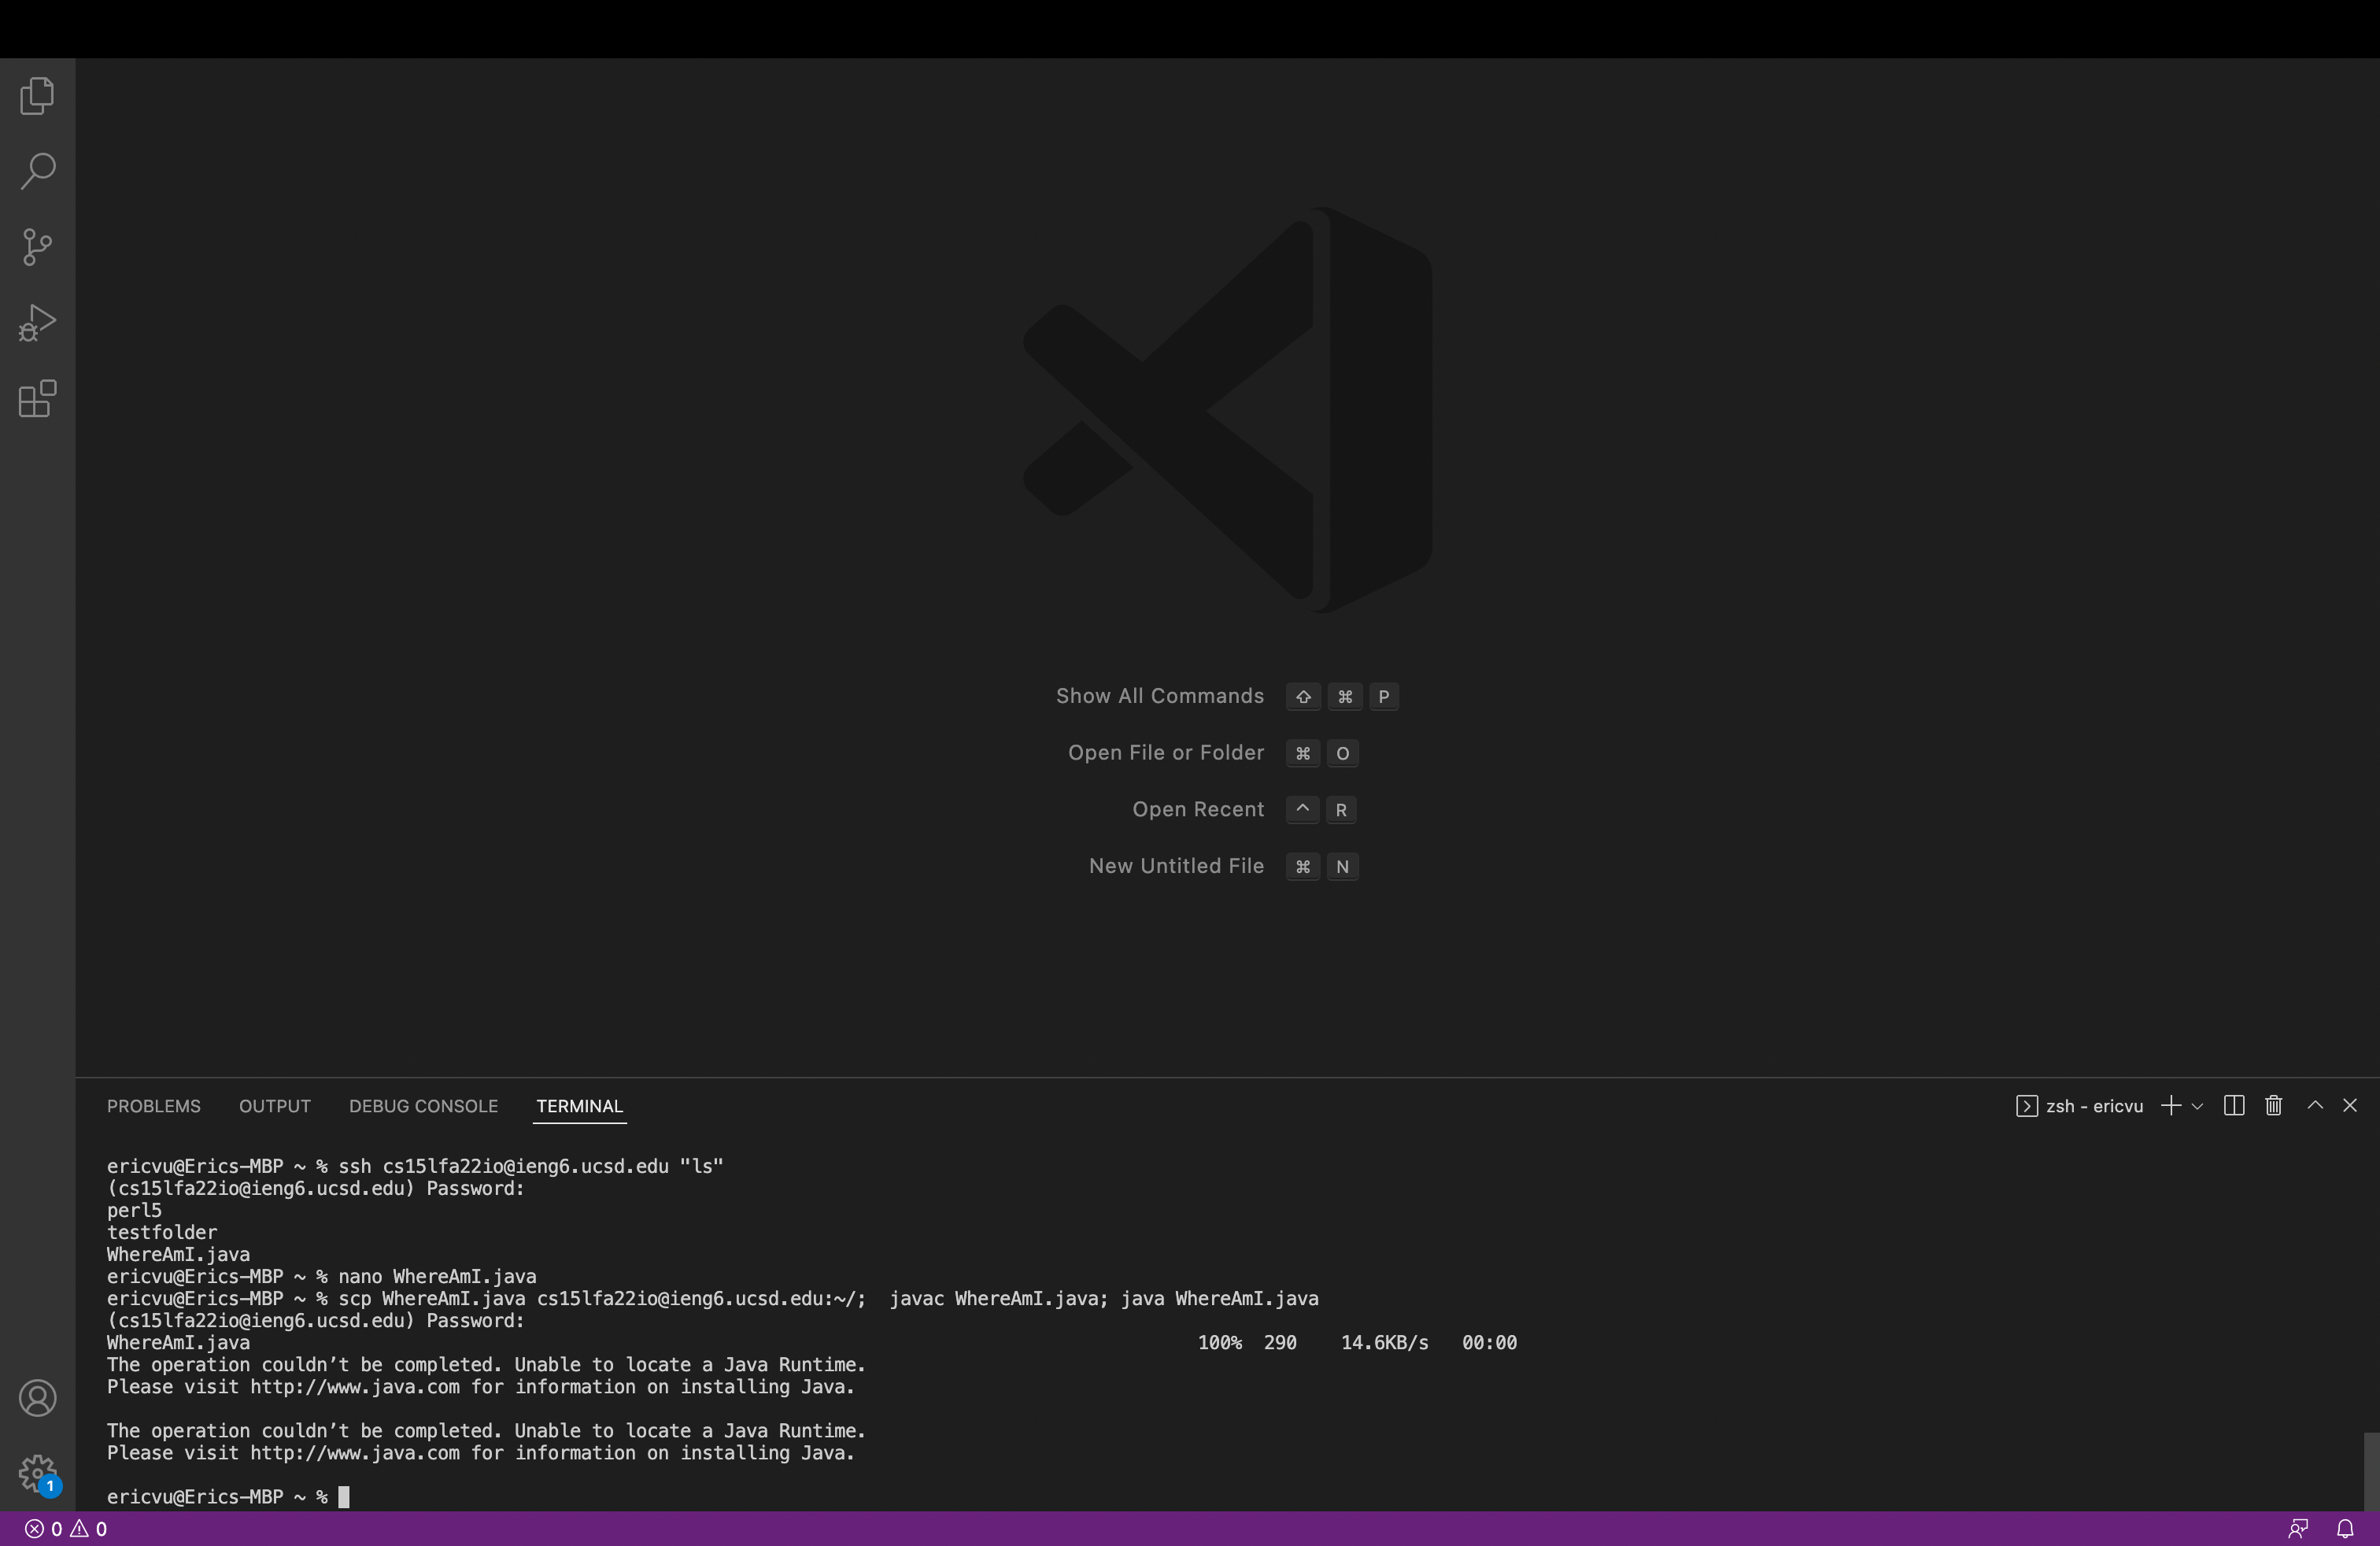 Show All Commands ⇧ ⌘ P
Open File or Folder ⌘ O
Open Recent ^ R
New Untitled File ⌘ N
PROBLEMS OUTPUT DEBUG CONSOLE TERMINAL zsh - ericvu
ericvu@Erics-MBP ~ % ssh cs15lfa22io@ieng6.ucsd.edu "ls"
(cs15lfa22io@ieng6.ucsd.edu) Password:
perl5
testfolder
WhereAmI.java
ericvu@Erics-MBP ~ % nano WhereAmI.java
ericvu@Erics-MBP ~ % scp WhereAmI.java cs15lfa22io@ieng6.ucsd.edu:~/;  javac WhereAmI.java; java WhereAmI.java
(cs15lfa22io@ieng6.ucsd.edu) Password:
WhereAmI.java 100% 290 14.6KB/s 00:00
The operation couldn’t be completed. Unable to locate a Java Runtime.
Please visit http://www.java.com for information on installing Java.
The operation couldn’t be completed. Unable to locate a Java Runtime.
Please visit http://www.java.com for information on installing Java.
ericvu@Erics-MBP ~ %
1
0 0